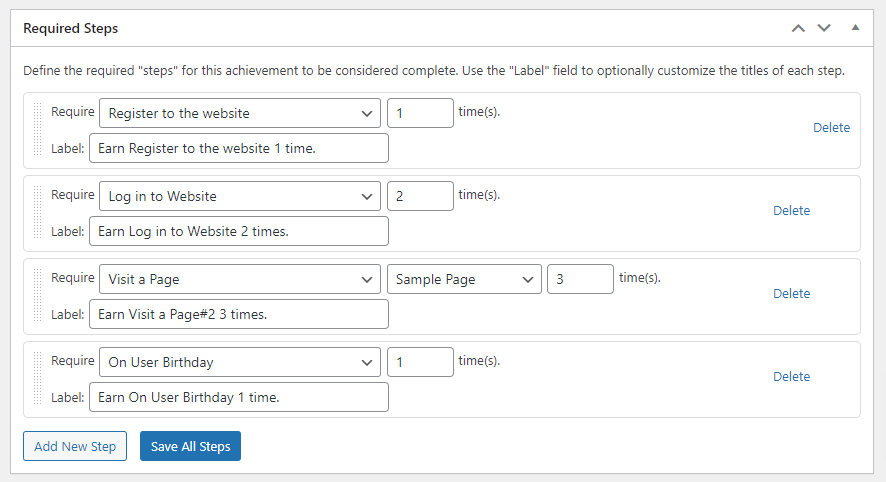 Required Steps
Define the required "steps" for this achievement to be considered complete. Use the "Label" field to optionally customize the titles of each step.
Require Register to the website 1 time(s).
Delete
Label: Earn Register to the website 1 time.
Require Log in to Website 2 time(s).
Delete
Label: Earn Log in to Website 2 times.
Require Visit a Page Sample Page 3 time(s).
Delete
Label: Earn Visit a Page#2 3 times.
Require On User Birthday 1 time(s).
Delete
Label: Earn On User Birthday 1 time.
Add New Step Save All Steps